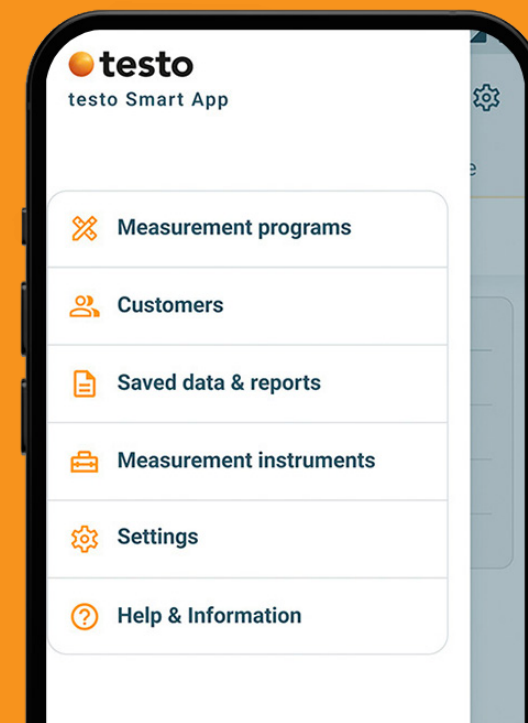 testo
testo Smart App
Measurement programs
Customers
Saved data & reports
Measurement instruments
Settings
Help & Information